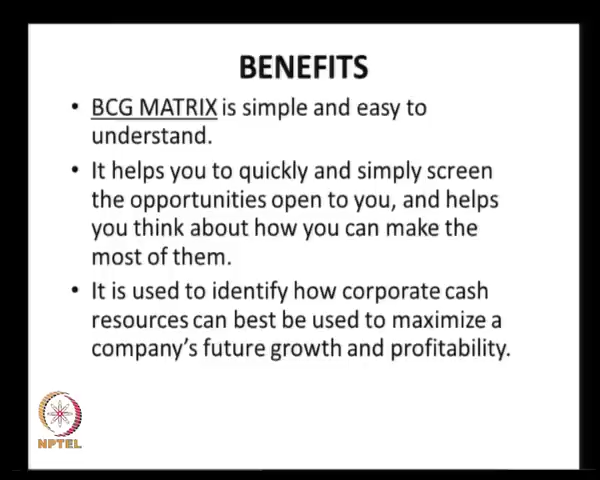 BENEFITS
• BCG MATRIX is simple and easy to
understand.
• It helps you to quickly and simply screen
the opportunities open to you, and helps
you think about how you can make the
most of them.
• It is used to identify how corporate cash
resources can best be used to maximize a
company's future growth and profitability.
NPTEL